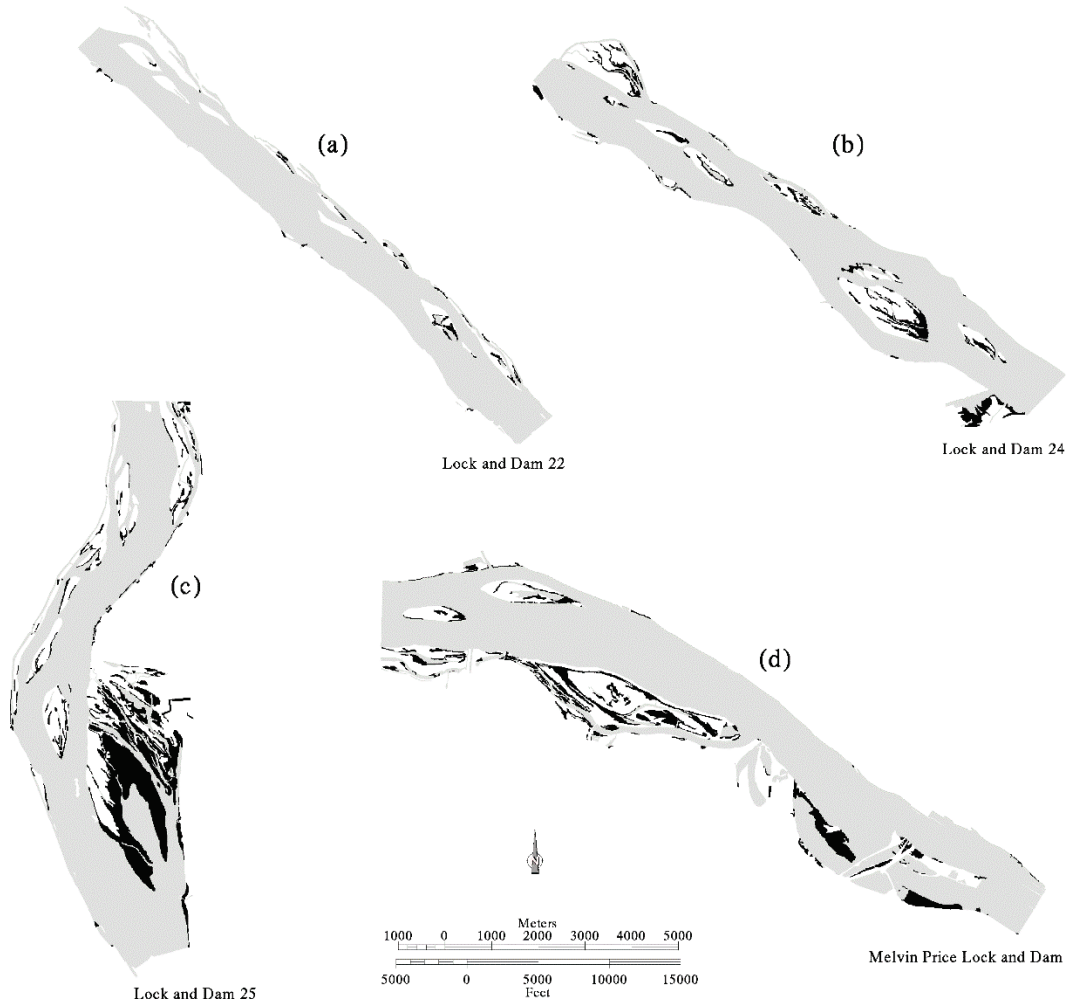 (a)
(b)
Lock and Dam 22
Lock and Dam 24
(c)
(d)
N
Meters
1000 0 1000 2000 3000 4000 5000
5000 0 5000 10000 15000
Feet
Melvin Price Lock and Dam
Lock and Dam 25